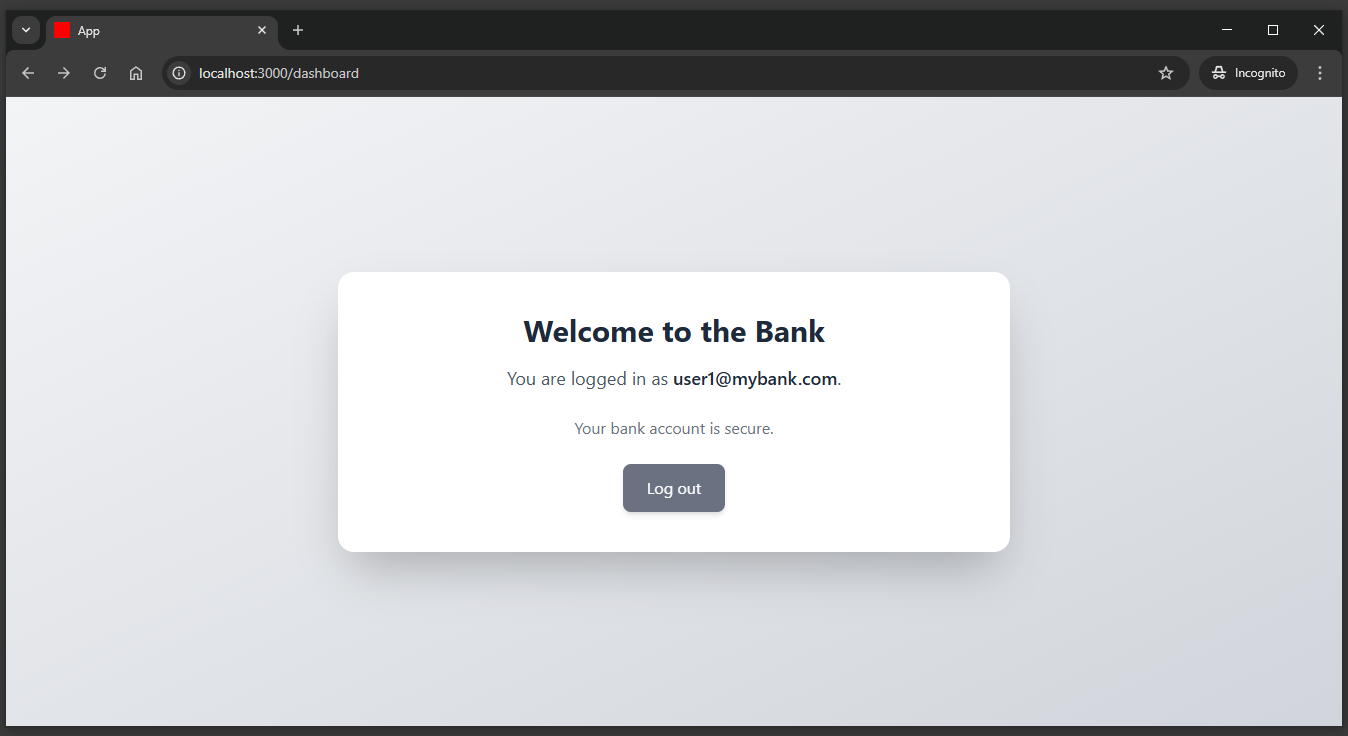 App
localhost:3000/dashboard
Incognito
Welcome to the Bank
You are logged in as user1@mybank.com.
Your bank account is secure.
Log out